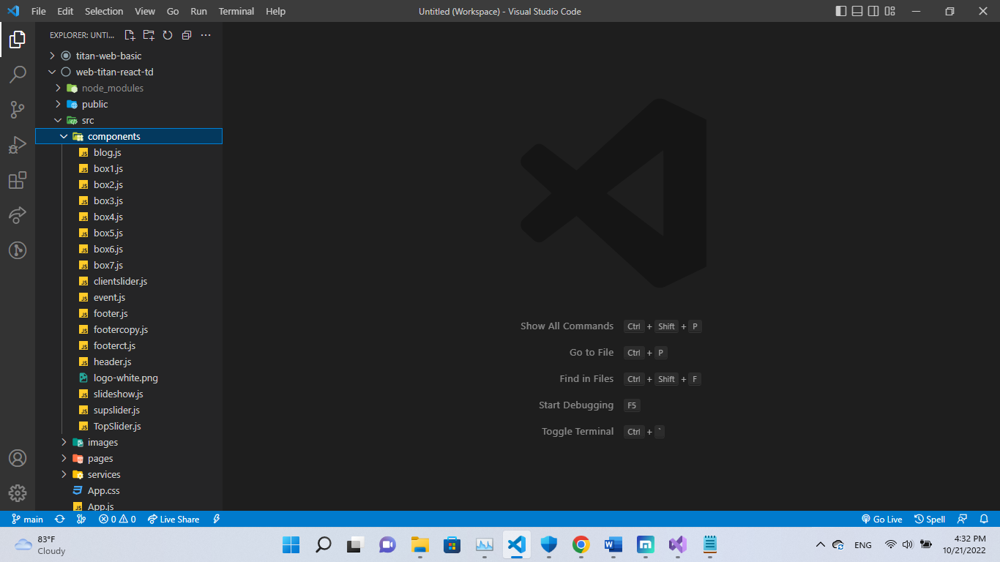 File Edit Selection View Go Run Terminal Help Untitled (Workspace) - Visual Studio Code
EXPLORER: UNTI...
titan-web-basic
web-titan-react-td
node_modules
public
src
components
blog.js
box1.js
box2.js
box3.js
box4.js
box5.js
box6.js
box7.js
clientslider.js
event.js
footer.js
footercopy.js
footerct.js
header.js
logo-white.png
slideshow.js
supslider.js
TopSlider.js
images
pages
services
App.css
App.js
Show All Commands Ctrl + Shift + P
Go to File Ctrl + P
Find in Files Ctrl + Shift + F
Start Debugging F5
Toggle Terminal Ctrl + `
main 0 0 Live Share Go Live Spell
83°F
Cloudy
ENG
4:32 PM
10/21/2022